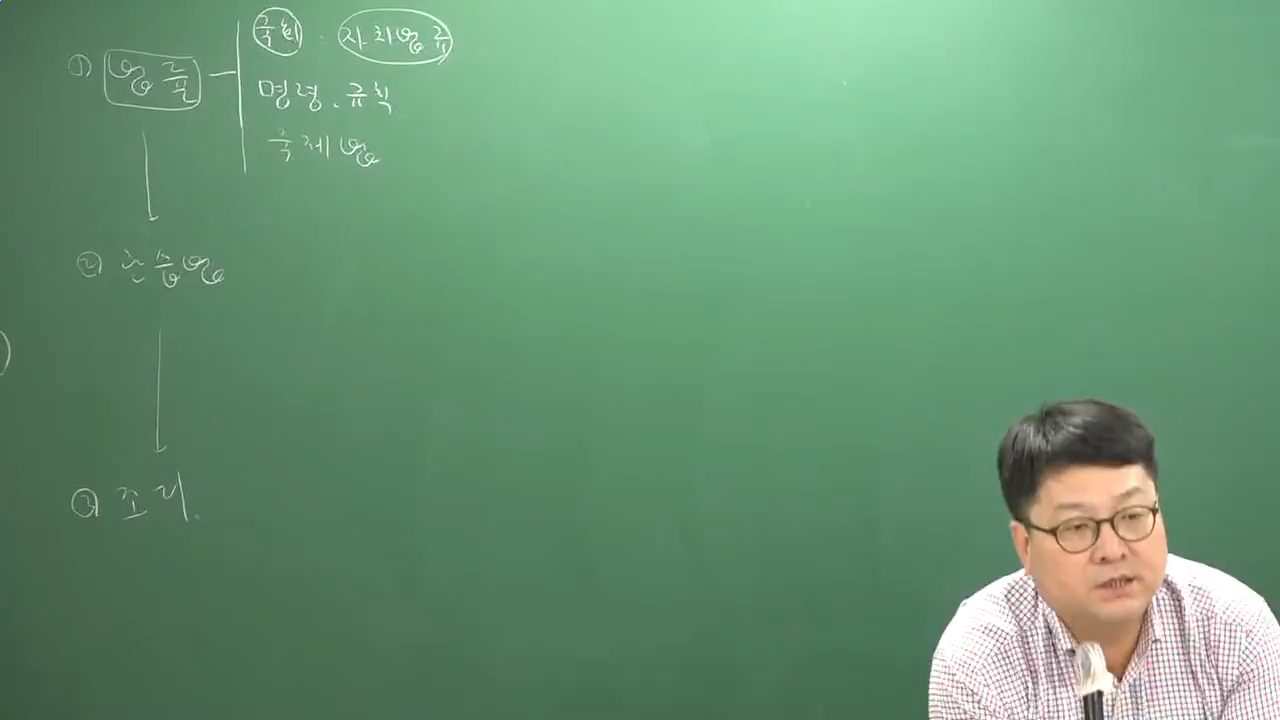 ① 법률
국회 . 자치법규
명령 . 규칙
국제법
② 관습법
③ 조리.